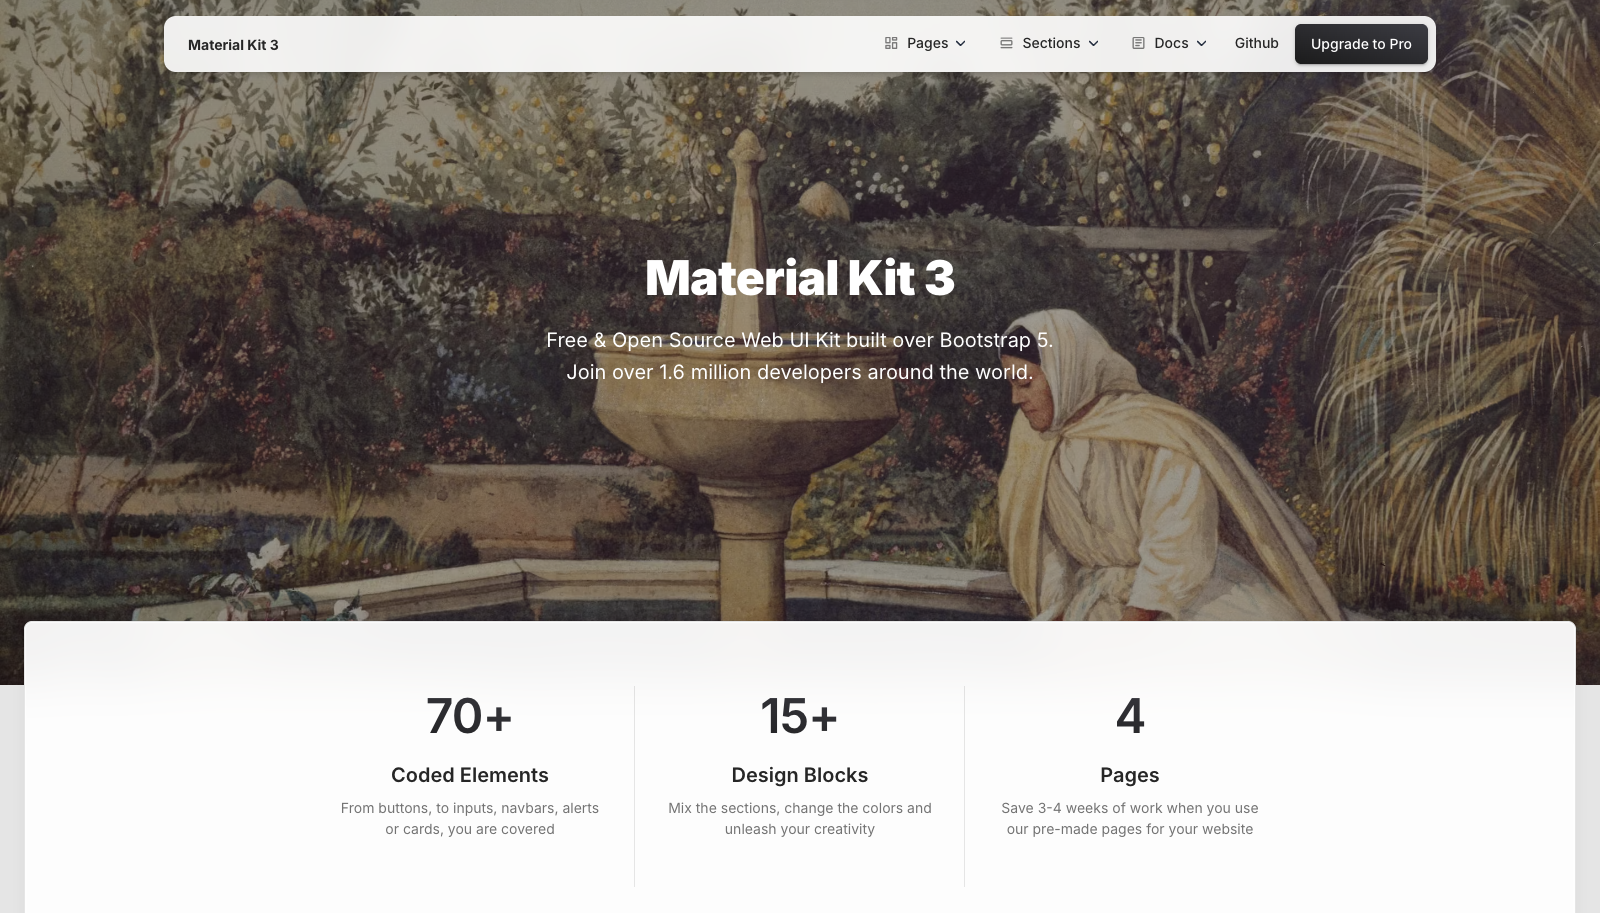 Material Kit 3
Pages
Sections
Docs
Github
Upgrade to Pro
Material Kit 3
Free & Open Source Web UI Kit built over Bootstrap 5.
Join over 1.6 million developers around the world.
70+
Coded Elements
From buttons, to inputs, navbars, alerts
or cards, you are covered
15+
Design Blocks
Mix the sections, change the colors and
unleash your creativity
4
Pages
Save 3-4 weeks of work when you use
our pre-made pages for your website